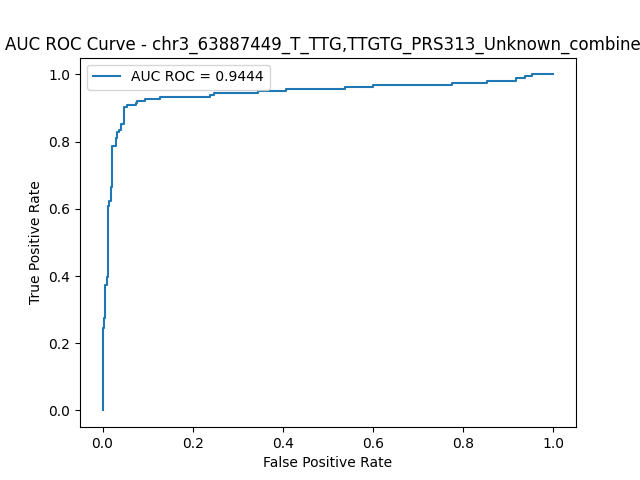 AUC ROC Curve - chr3_63887449_T_TTG,TTGTG_PRS313_Unknown_combine
AUC ROC = 0.9444
1.0
0.8
0.6
0.4
0.2
0.0
True Positive Rate
0.0 0.2 0.4 0.6 0.8 1.0
False Positive Rate